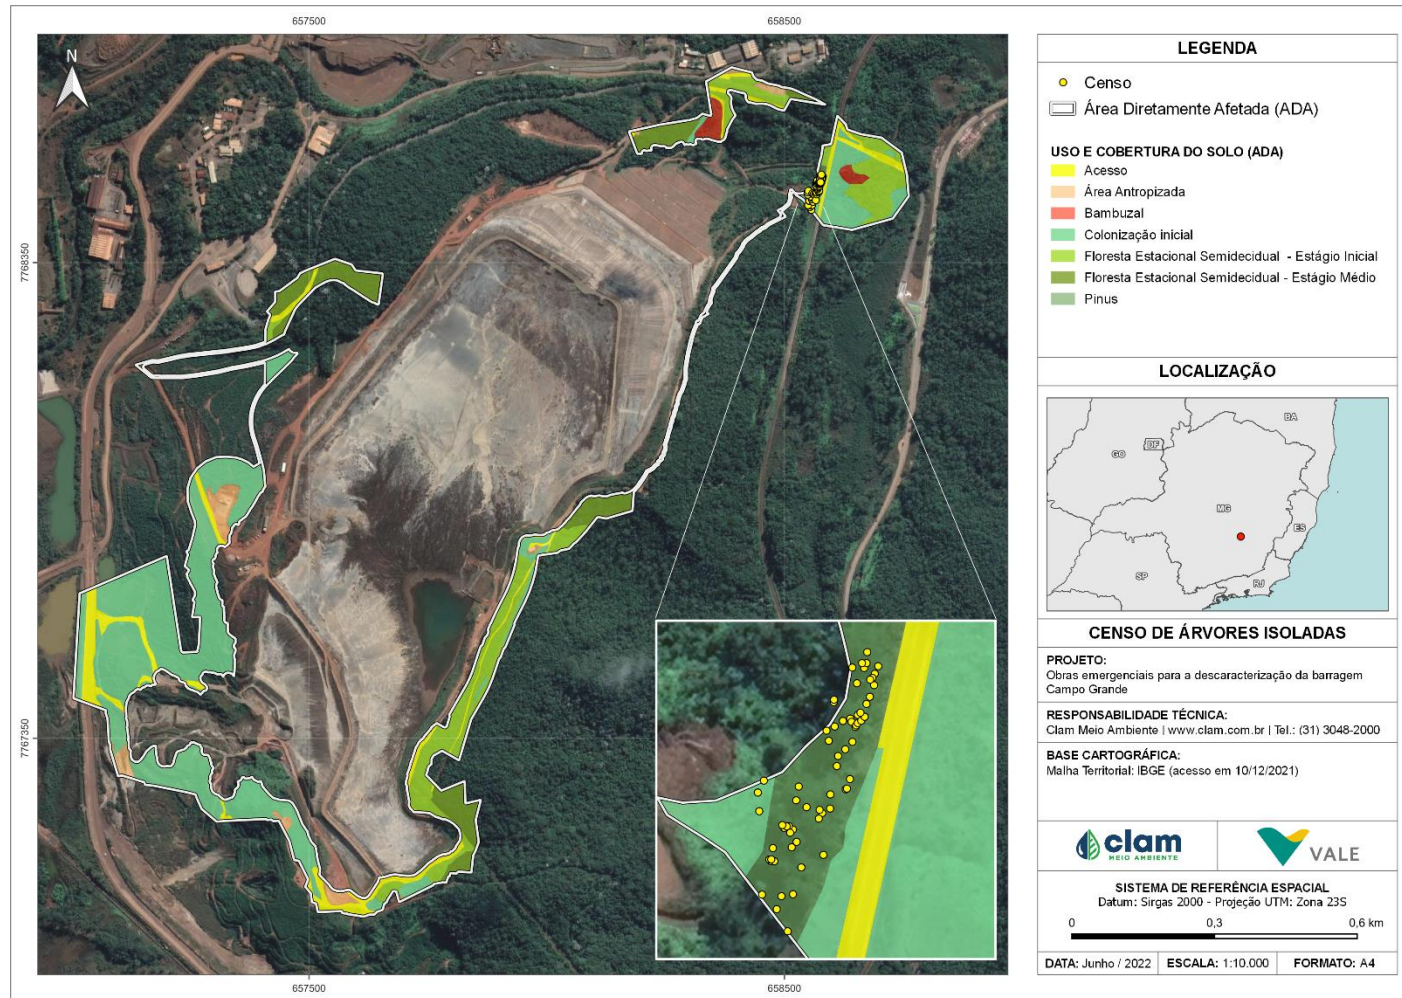 657500
658500
N
7768350
7767350
657500
658500
LEGENDA
Censo
Área Diretamente Afetada (ADA)
USO E COBERTURA DO SOLO (ADA)
Acesso
Área Antropizada
Bambuzal
Colonização inicial
Floresta Estacional Semidecidual - Estágio Inicial
Floresta Estacional Semidecidual - Estágio Médio
Pinus
LOCALIZAÇÃO
BA
DF
GO
MG
ES
SP
RJ
CENSO DE ÁRVORES ISOLADAS
PROJETO:
Obras emergenciais para a descaracterização da barragem
Campo Grande
RESPONSABILIDADE TÉCNICA:
Clam Meio Ambiente | www.clam.com.br | Tel.: (31) 3048-2000
BASE CARTOGRÁFICA:
Malha Territorial: IBGE (acesso em 10/12/2021)
clam
MEIO AMBIENTE
VALE
SISTEMA DE REFERÊNCIA ESPACIAL
Datum: Sirgas 2000 - Projeção UTM: Zona 23S
0 0,3 0,6 km
DATA: Junho / 2022 ESCALA: 1:10.000 FORMATO: A4